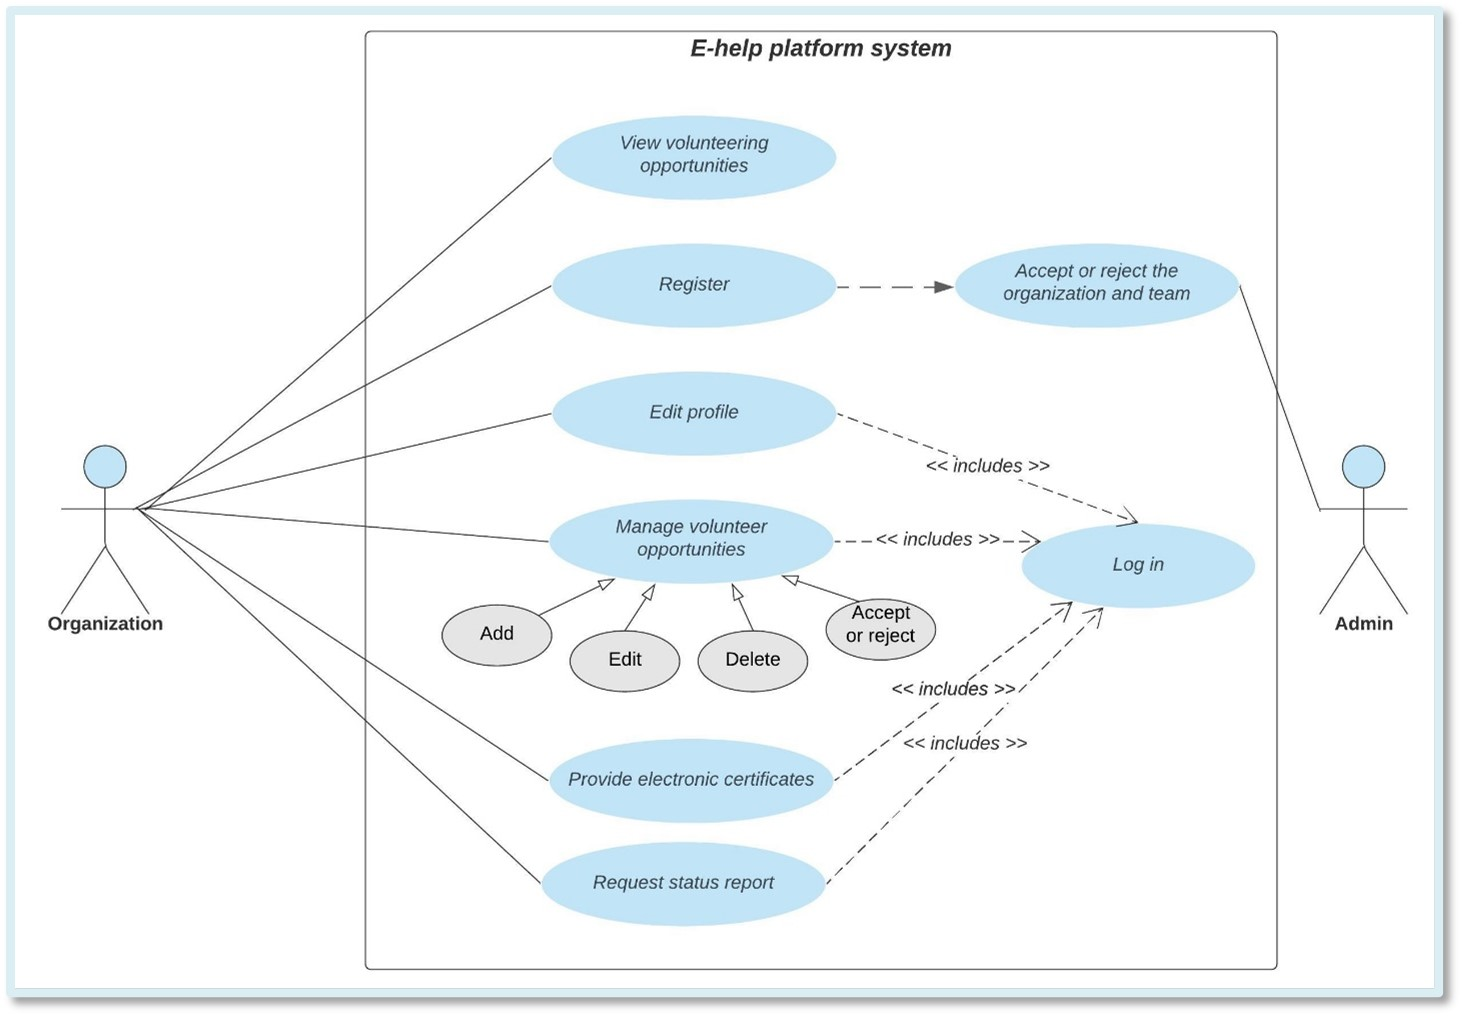 E-help platform system
View volunteering
opportunities
Register
Accept or reject the
organization and team
Edit profile
<< includes >>
Manage volunteer
opportunities
<< includes >>
Log in
Organization
Admin
Add
Edit
Delete
Accept
or reject
<< includes >>
<< includes >>
Provide electronic certificates
Request status report